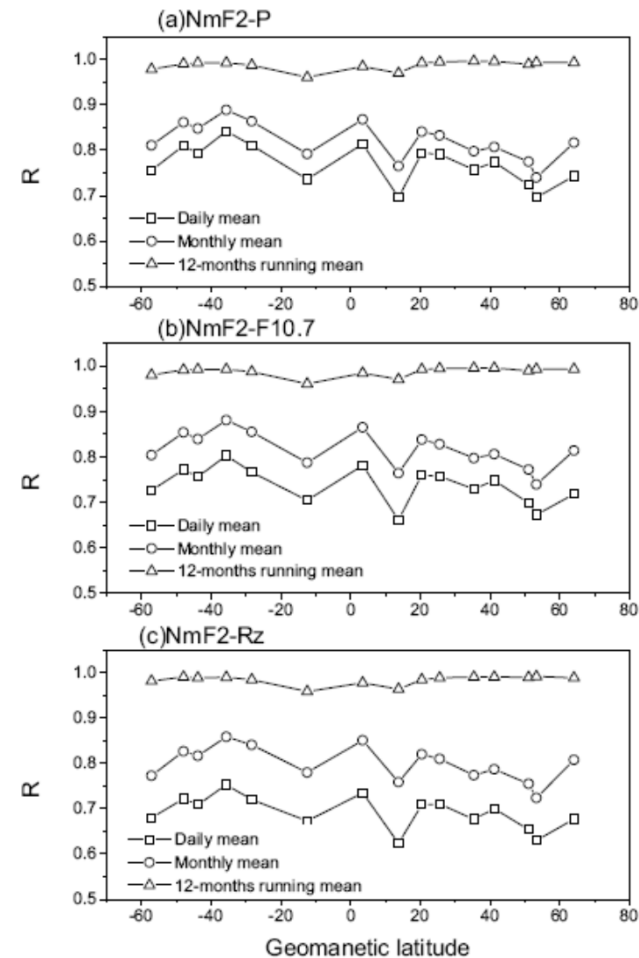 (a)NmF2-P
1.0
0.9
0.8
0.7
0.6
0.5
R
Daily mean
Monthly mean
12-months running mean
-60 -40 -20 0 20 40 60 80
(b)NmF2-F10.7
1.0
0.9
0.8
0.7
0.6
0.5
R
Daily mean
Monthly mean
12-months running mean
-60 -40 -20 0 20 40 60 80
(c)NmF2-Rz
1.0
0.9
0.8
0.7
0.6
0.5
R
Daily mean
Monthly mean
12-months running mean
-60 -40 -20 0 20 40 60 80
Geomanetic latitude